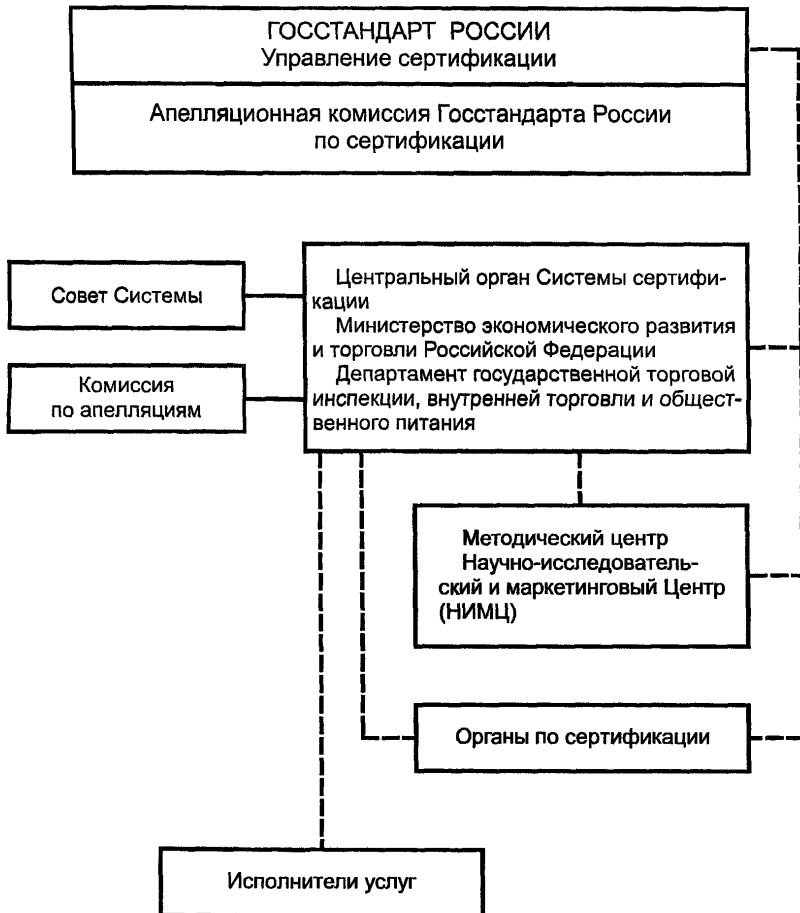 ГОССТАНДАРТ РОССИИ
Управление сертификации
Апелляционная комиссия Госстандарта России
по сертификации
Совет Системы
Комиссия
по апелляциям
Центральный орган Системы сертифи-
кации
Министерство экономического развития
и торговли Российской Федерации
Департамент государственной торговой
инспекции, внутренней торговли и общест-
венного питания
Методический центр
Научно-исследователь-
ский и маркетинговый Центр
(НИМЦ)
Органы по сертификации
Исполнители услуг